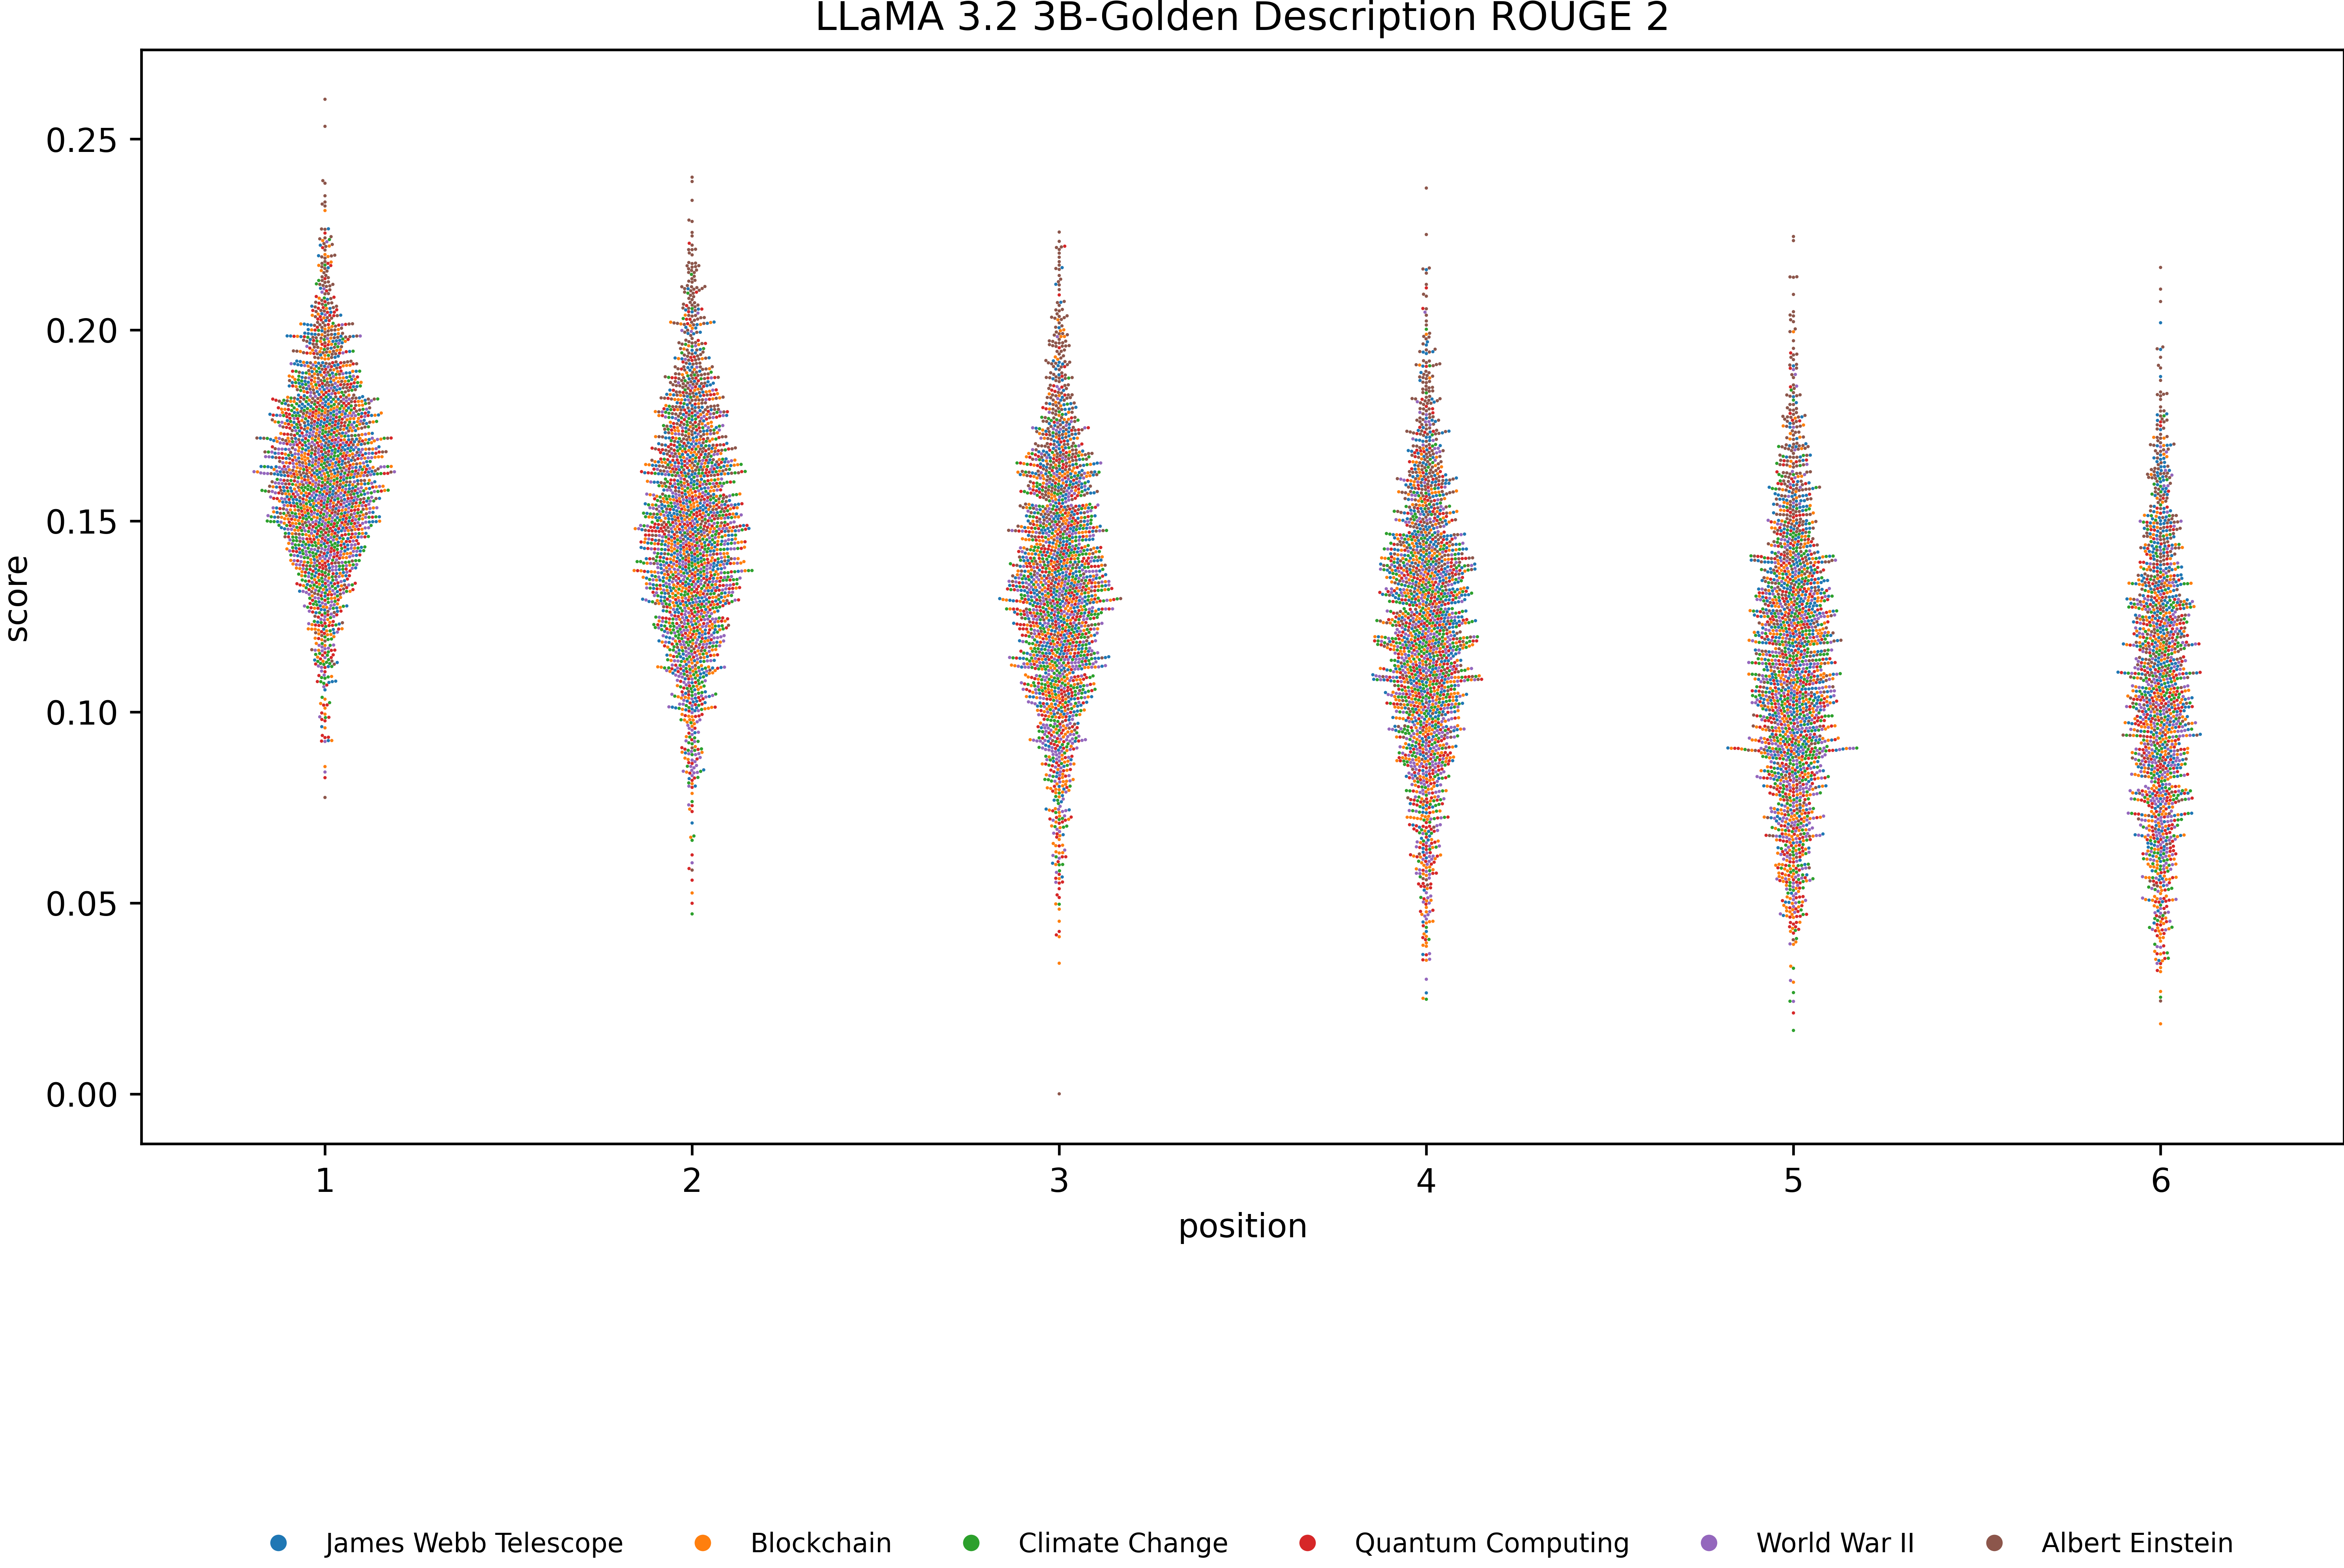 LLaMA 3.2 3B-Golden Description ROUGE 2
score
0.25
0.20
0.15
0.10
0.05
0.00
1 2 3 4 5 6
position
James Webb Telescope Blockchain Climate Change Quantum Computing World War II Albert Einstein